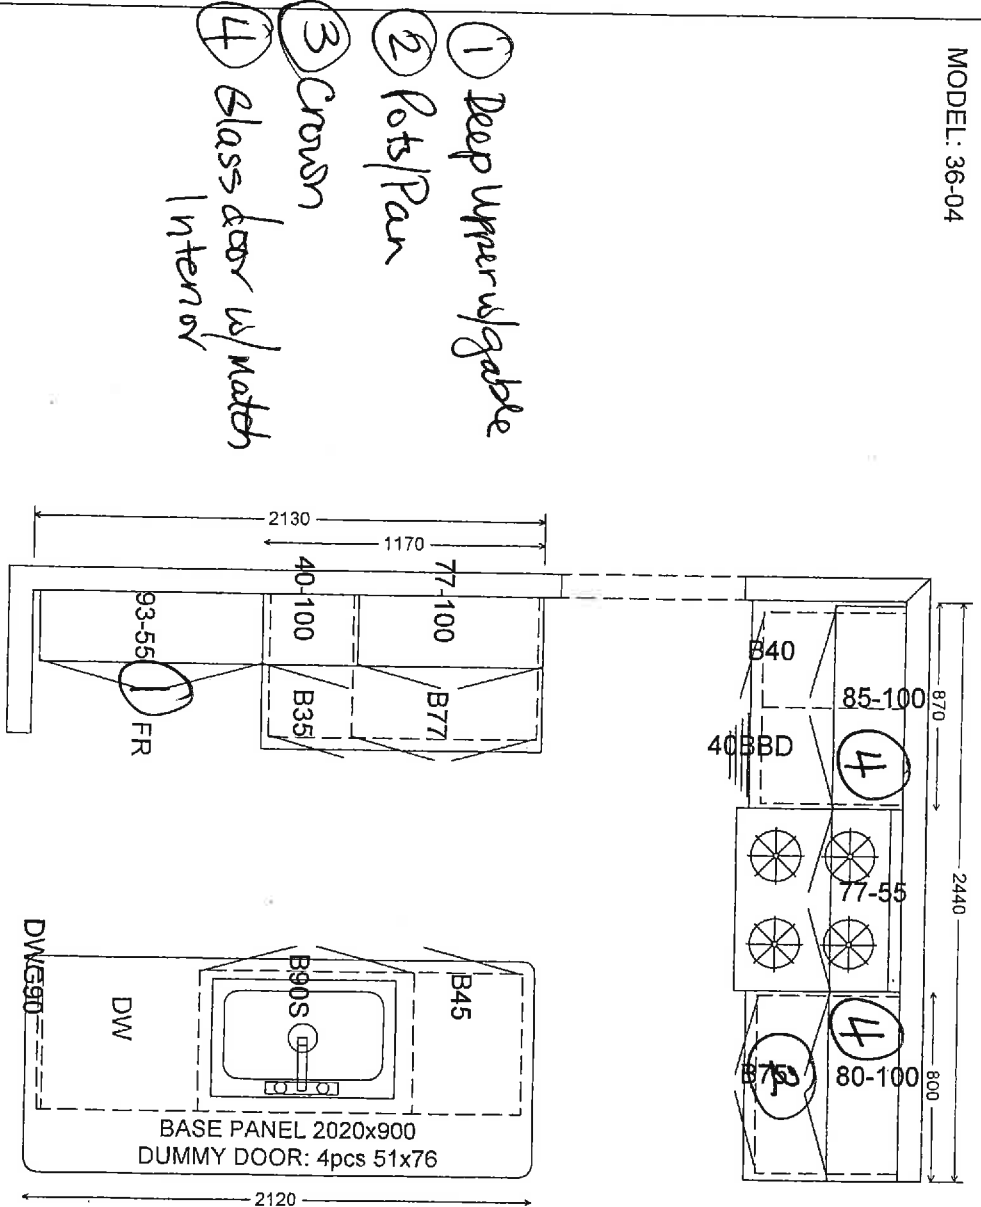 MODEL: 36-04
① Deep Upper w/gable
② Pots/Pan
③ Crown
④ Glass door w/ Match
Interior
2130
1170
40-100
77-100
93-55
1
FR
B35
B77
B40
85-100
870
40BBD
4
77-55
2440
4
80-100
800
DWG90
DW
B90S
B45
BASE PANEL 2020x900
DUMMY DOOR: 4pcs 51x76
2120